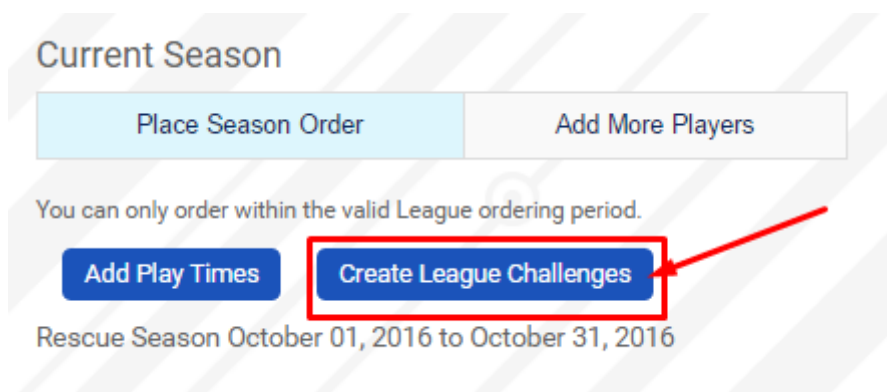 Current Season
Place Season Order Add More Players
You can only order within the valid League ordering period.
Add Play Times Create League Challenges
Rescue Season October 01, 2016 to October 31, 2016